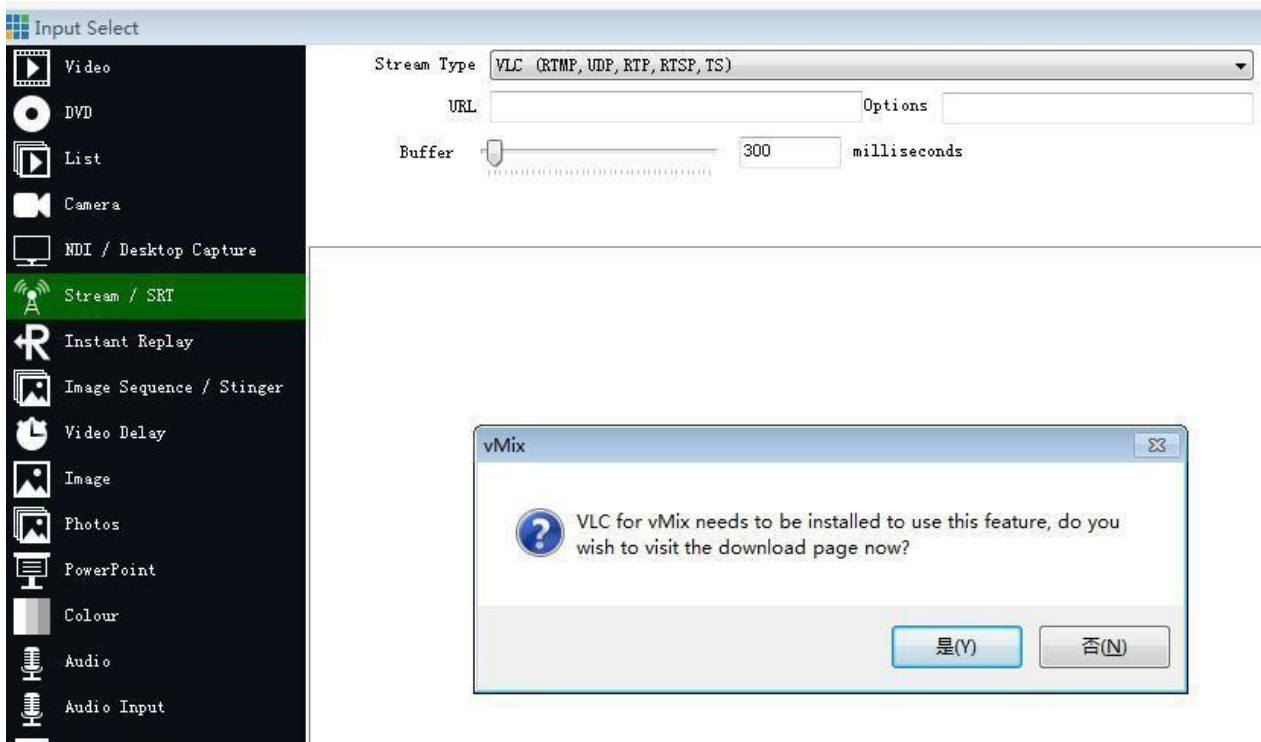 Input Select
Video
DVD
List
Camera
NDI / Desktop Capture
Stream / SRT
Instant Replay
Image Sequence / Stinger
Video Delay
Image
Photos
PowerPoint
Colour
Audio
Audio Input
Stream Type VLC (RTMP, UDP, RTP, RTSP, TS)
URL Options
Buffer 300 milliseconds
vMix
VLC for vMix needs to be installed to use this feature, do you
wish to visit the download page now?
是(Y) 否(N)